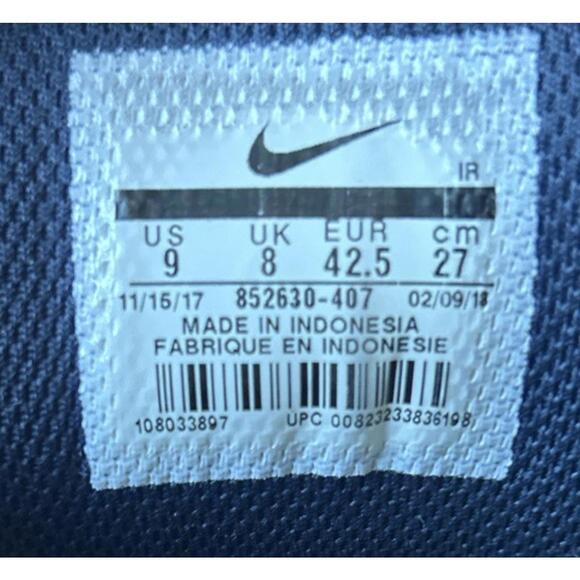 IR
US UK EUR cm
9 8 42.5 27
11/15/17 852630-407 02/09/18
MADE IN INDONESIA
FABRIQUE EN INDONESIE
108033897 UPC 00823233836198